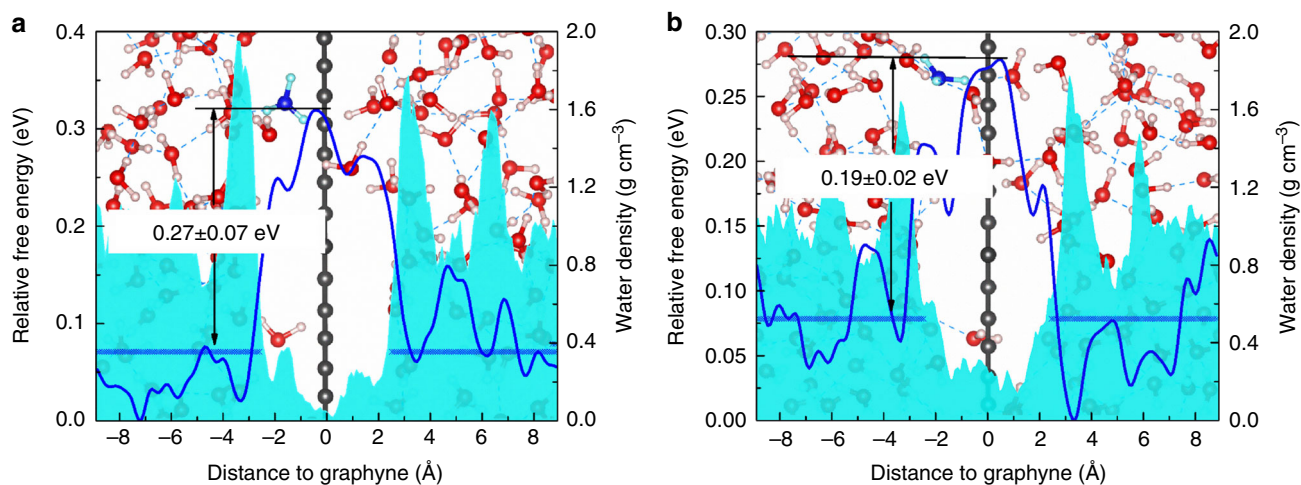 a
0.4
0.3
0.2
0.1
0.0
Relative free energy (eV)
2.0
1.6
1.2
0.8
0.4
0.0
Water density (g cm−3)
0.27±0.07 eV
−8 −6 −4 −2 0 2 4 6 8
Distance to graphyne (Å)
b
0.30
0.25
0.20
0.15
0.10
0.05
0.00
Relative free energy (eV)
2.0
1.6
1.2
0.8
0.4
0.0
Water density (g cm−3)
0.19±0.02 eV
−8 −6 −4 −2 0 2 4 6 8
Distance to graphyne (Å)